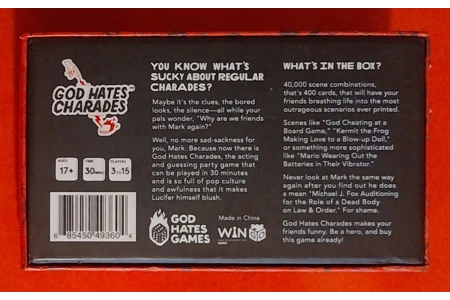 GOD HATES
CHARADES
TM
YOU KNOW WHAT'S
SUCKY ABOUT REGULAR
CHARADES?
Maybe it's the clues, the bored
looks, the silence—all while your
pals wonder, "Why are we friends
with Mark again?"
Well, no more sad-sackness for
you, Mark. Because now there is
God Hates Charades, the acting
and guessing party game that
can be played in 30 minutes
and is so full of pop culture
and awfulness that it makes
Lucifer himself blush.
WHAT'S IN THE BOX?
40,000 scene combinations,
that's 400 cards, that will have your
friends breathing life into the most
outrageous scenarios ever printed.
Scenes like "God Cheating at a
Board Game," "Kermit the Frog
Making Love to a Blow-up Doll,"
or something more sophisticated
like "Mario Wearing Out the
Batteries in Their Vibrator."
Never look at Mark the same way
again after you find out he does
a mean "Michael J. Fox Auditioning
for the Role of a Dead Body
on Law & Order." For shame.
God Hates Charades makes your
friends funny. Be a hero, and buy
this game already!
AGES
17+
TIME
30
PLAYERS
3 to 15
6 85450 49360 4
GOD
HATES
GAMES
Made in China
WIN